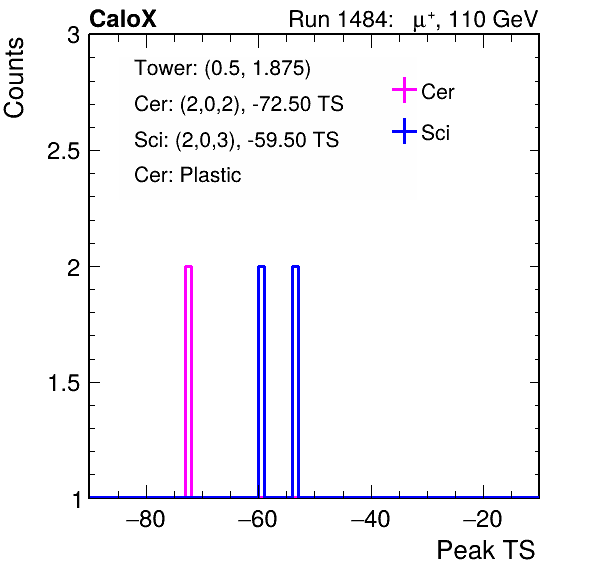 CaloX Run 1484: μ⁺, 110 GeV
Counts
Tower: (0.5, 1.875)
Cer: (2,0,2), -72.50 TS
Sci: (2,0,3), -59.50 TS
Cer: Plastic
Cer
Sci
3
2.5
2
1.5
1
−80 −60 −40 −20
Peak TS